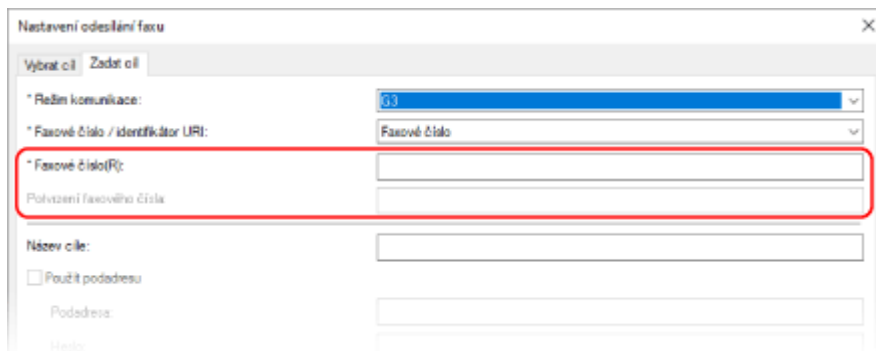 Nastavení odesílání faxu
Vybrat cíl Zadat cíl
* Režim komunikace: G3
* Faxové číslo / identifikátor URI: Faxové číslo
* Faxové číslo(R):
Potvrzení faxového čísla:
Název cíle:
Použít podadresu
Podadresa:
Heslo: